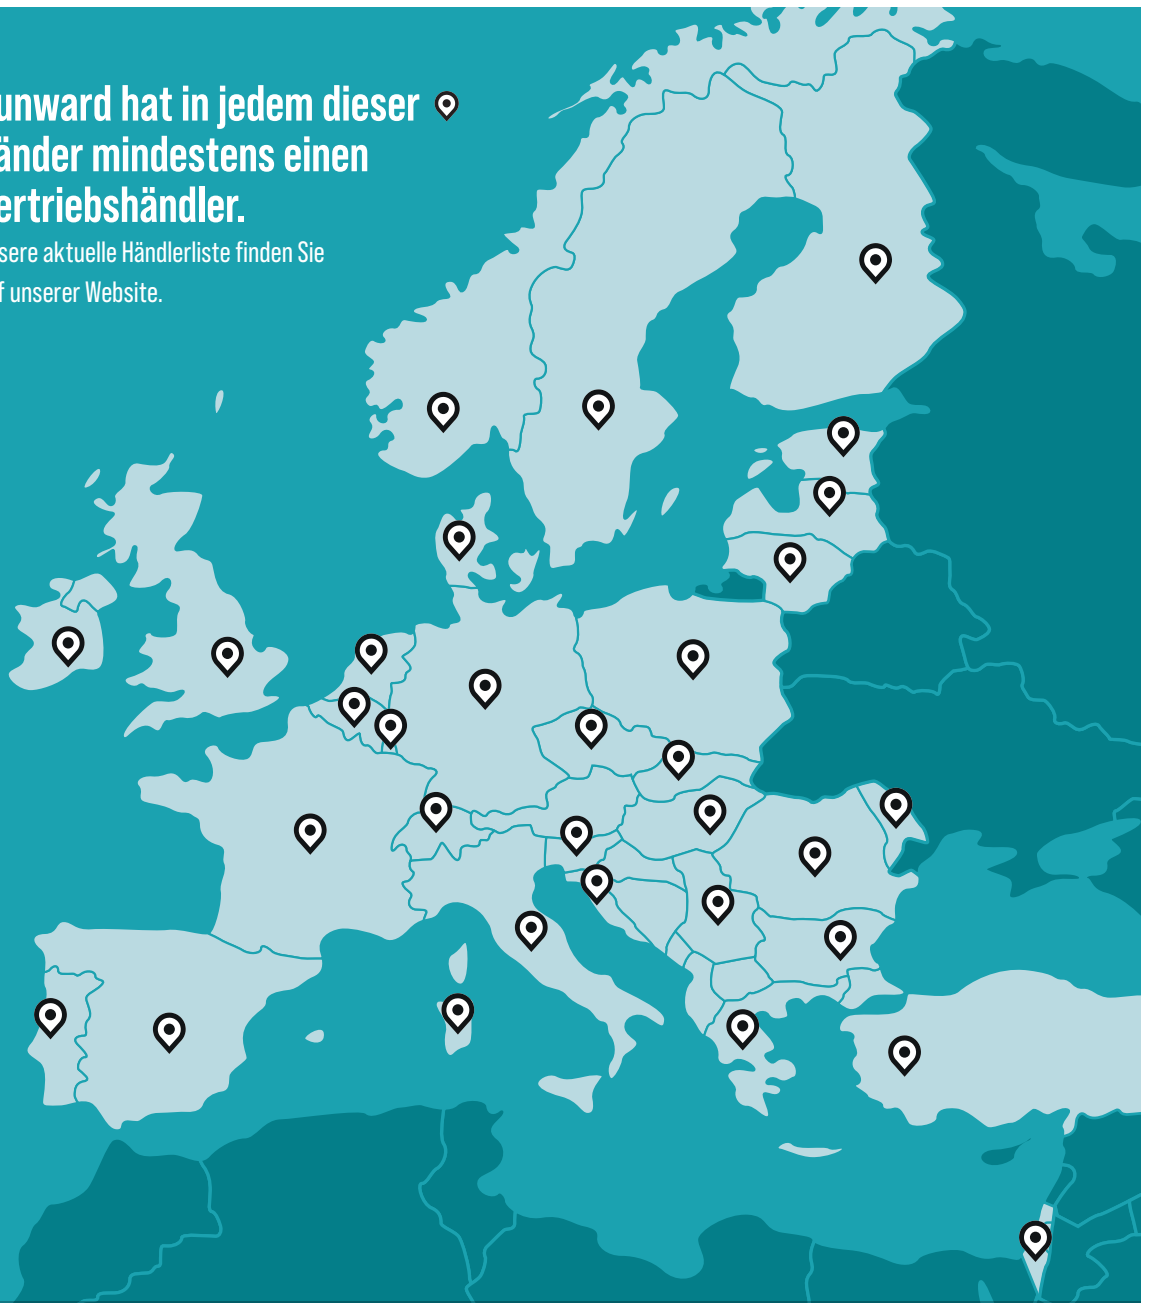 unward hat in jedem dieser
änder mindestens einen
ertriebshändler.
sere aktuelle Händlerliste finden Sie
f unserer Website.